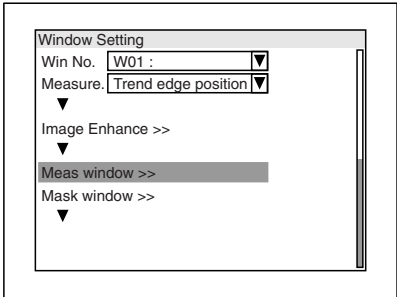 Window Setting
Win No. W01 :
Measure. Trend edge position
Image Enhance >>
Meas window >>
Mask window >>